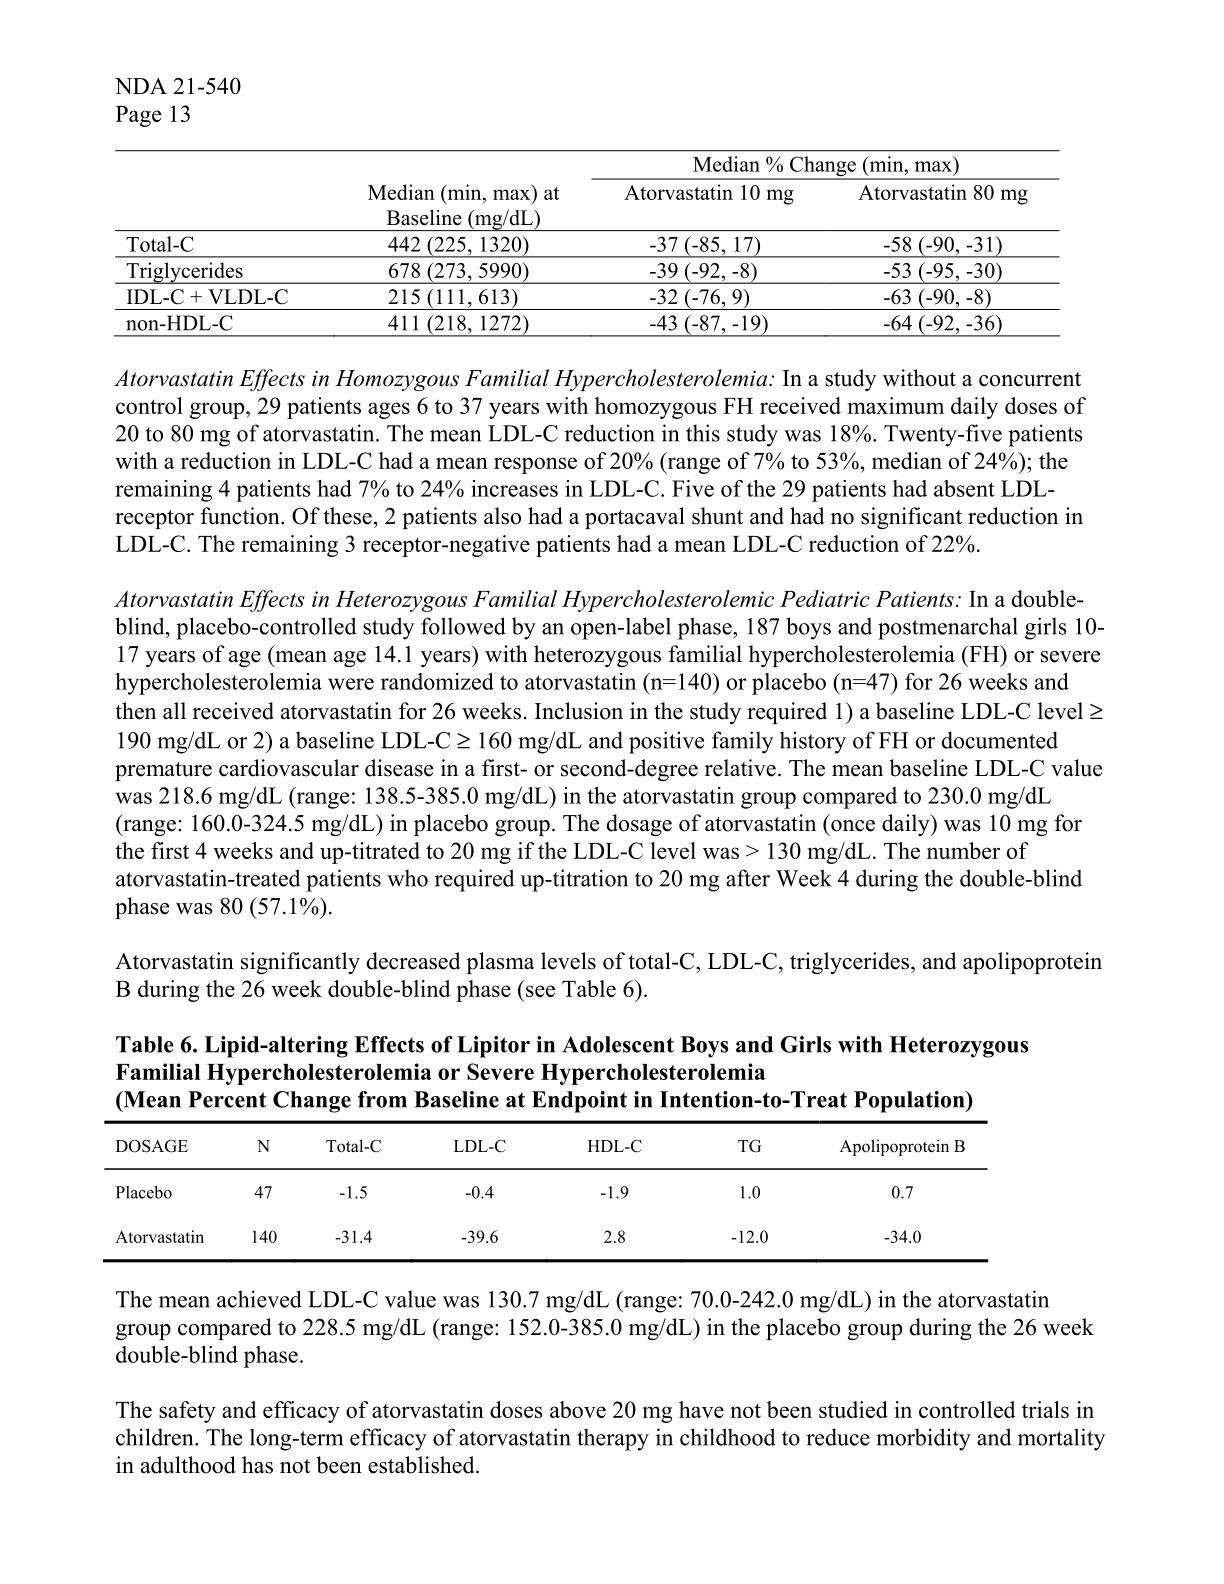 NDA 21-540
Page 13
Median % Change (min, max)
Median (min, max) at Baseline (mg/dL) Atorvastatin 10 mg Atorvastatin 80 mg
Total-C 442 (225, 1320) -37 (-85, 17) -58 (-90, -31)
Triglycerides 678 (273, 5990) -39 (-92, -8) -53 (-95, -30)
IDL-C + VLDL-C 215 (111, 613) -32 (-76, 9) -63 (-90, -8)
non-HDL-C 411 (218, 1272) -43 (-87, -19) -64 (-92, -36)
Atorvastatin Effects in Homozygous Familial Hypercholesterolemia: In a study without a concurrent
control group, 29 patients ages 6 to 37 years with homozygous FH received maximum daily doses of
20 to 80 mg of atorvastatin. The mean LDL-C reduction in this study was 18%. Twenty-five patients
with a reduction in LDL-C had a mean response of 20% (range of 7% to 53%, median of 24%); the
remaining 4 patients had 7% to 24% increases in LDL-C. Five of the 29 patients had absent LDL-
receptor function. Of these, 2 patients also had a portacaval shunt and had no significant reduction in
LDL-C. The remaining 3 receptor-negative patients had a mean LDL-C reduction of 22%.
Atorvastatin Effects in Heterozygous Familial Hypercholesterolemic Pediatric Patients: In a double-
blind, placebo-controlled study followed by an open-label phase, 187 boys and postmenarchal girls 10-
17 years of age (mean age 14.1 years) with heterozygous familial hypercholesterolemia (FH) or severe
hypercholesterolemia were randomized to atorvastatin (n=140) or placebo (n=47) for 26 weeks and
then all received atorvastatin for 26 weeks. Inclusion in the study required 1) a baseline LDL-C level ≥
190 mg/dL or 2) a baseline LDL-C ≥ 160 mg/dL and positive family history of FH or documented
premature cardiovascular disease in a first- or second-degree relative. The mean baseline LDL-C value
was 218.6 mg/dL (range: 138.5-385.0 mg/dL) in the atorvastatin group compared to 230.0 mg/dL
(range: 160.0-324.5 mg/dL) in placebo group. The dosage of atorvastatin (once daily) was 10 mg for
the first 4 weeks and up-titrated to 20 mg if the LDL-C level was > 130 mg/dL. The number of
atorvastatin-treated patients who required up-titration to 20 mg after Week 4 during the double-blind
phase was 80 (57.1%).
Atorvastatin significantly decreased plasma levels of total-C, LDL-C, triglycerides, and apolipoprotein
B during the 26 week double-blind phase (see Table 6).
Table 6. Lipid-altering Effects of Lipitor in Adolescent Boys and Girls with Heterozygous
Familial Hypercholesterolemia or Severe Hypercholesterolemia
(Mean Percent Change from Baseline at Endpoint in Intention-to-Treat Population)
DOSAGE N Total-C LDL-C HDL-C TG Apolipoprotein B
Placebo 47 -1.5 -0.4 -1.9 1.0 0.7
Atorvastatin 140 -31.4 -39.6 2.8 -12.0 -34.0
The mean achieved LDL-C value was 130.7 mg/dL (range: 70.0-242.0 mg/dL) in the atorvastatin
group compared to 228.5 mg/dL (range: 152.0-385.0 mg/dL) in the placebo group during the 26 week
double-blind phase.
The safety and efficacy of atorvastatin doses above 20 mg have not been studied in controlled trials in
children. The long-term efficacy of atorvastatin therapy in childhood to reduce morbidity and mortality
in adulthood has not been established.